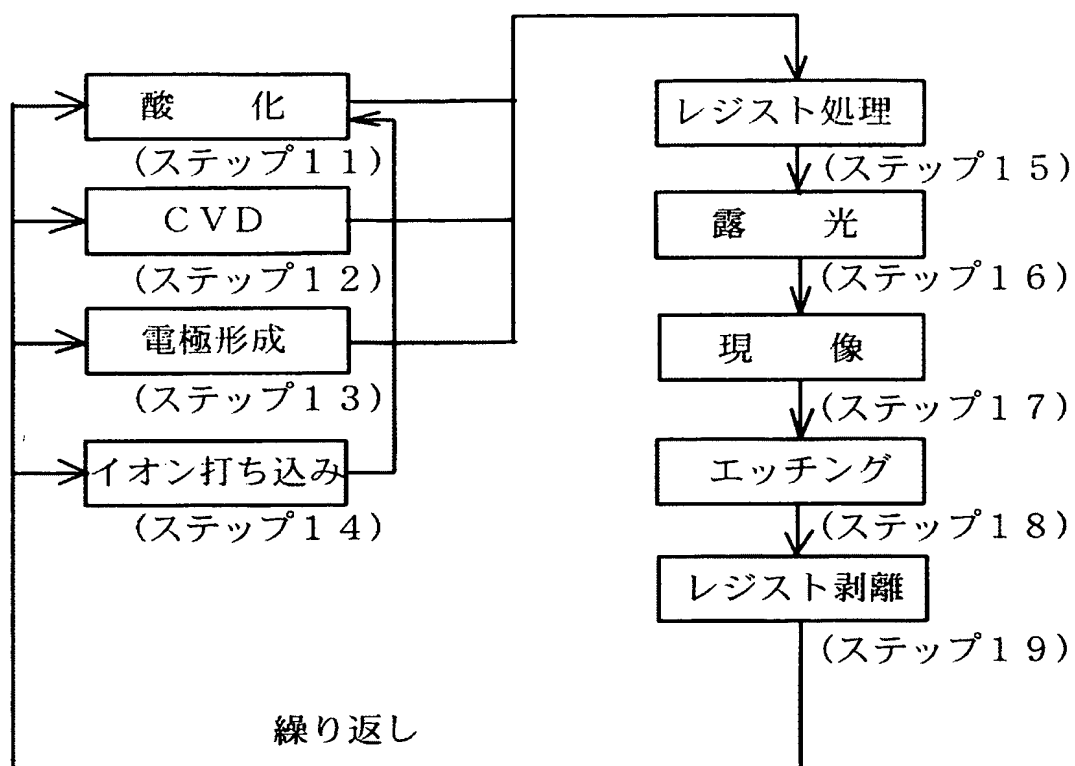 酸　　化
(ステップ１１)
ＣＶＤ
(ステップ１２)
電極形成
(ステップ１３)
イオン打ち込み
(ステップ１４)
レジスト処理
(ステップ１５)
露　　光
(ステップ１６)
現　　像
(ステップ１７)
エッチング
(ステップ１８)
レジスト剥離
(ステップ１９)
繰り返し